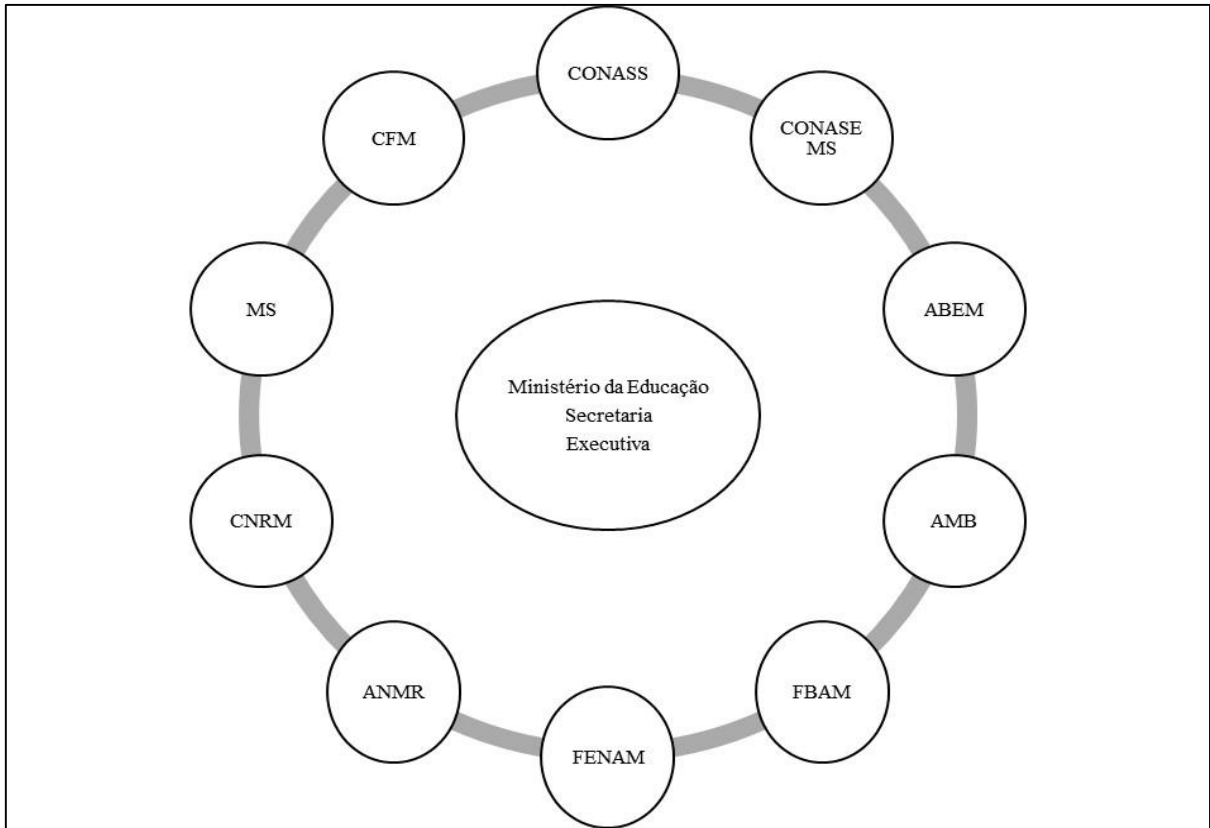 CONASS
CONASE
MS
ABEM
AMB
FBAM
FENAM
ANMR
CNRM
MS
CFM
Ministério da Educação
Secretaria
Executiva